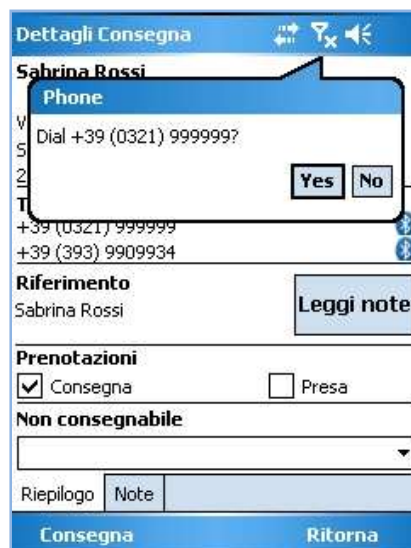 Dettagli Consegna
Sabrina Rossi
Phone
V
Dial +39 (0321) 999999?
S
2
Yes No
T
+39 (0321) 999999
+39 (393) 9909934
Riferimento
Sabrina Rossi
Leggi note
Prenotazioni
Consegna Presa
Non consegnabile
Riepilogo Note
Consegna Ritorna